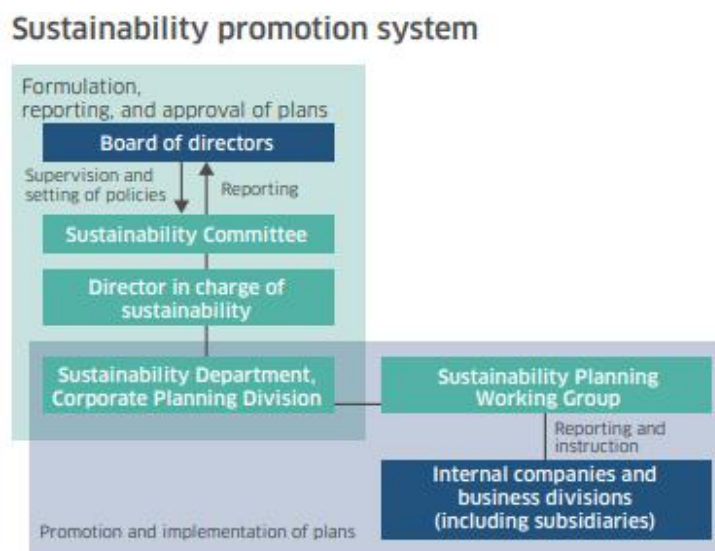 Sustainability promotion system
Formulation,
reporting, and approval of plans
Board of directors
Supervision and
setting of policies
Reporting
Sustainability Committee
Director in charge of
sustainability
Sustainability Department,
Corporate Planning Division
Sustainability Planning
Working Group
Reporting and
instruction
Internal companies and
business divisions
(including subsidiaries)
Promotion and implementation of plans